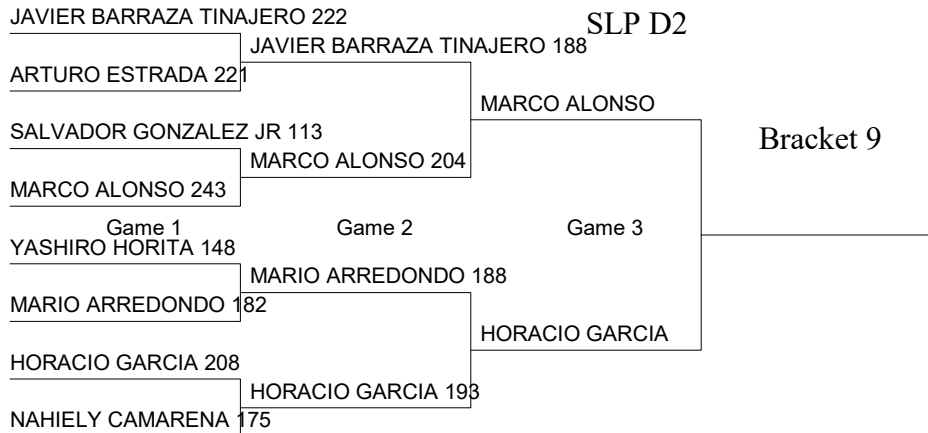 JAVIER BARRAZA TINAJERO 222
SLP D2
JAVIER BARRAZA TINAJERO 188
ARTURO ESTRADA 221
MARCO ALONSO
SALVADOR GONZALEZ JR 113
Bracket 9
MARCO ALONSO 204
MARCO ALONSO 243
Game 1
Game 2
Game 3
YASHIRO HORITA 148
MARIO ARREDONDO 188
MARIO ARREDONDO 182
HORACIO GARCIA
HORACIO GARCIA 208
HORACIO GARCIA 193
NAHIELY CAMARENA 175